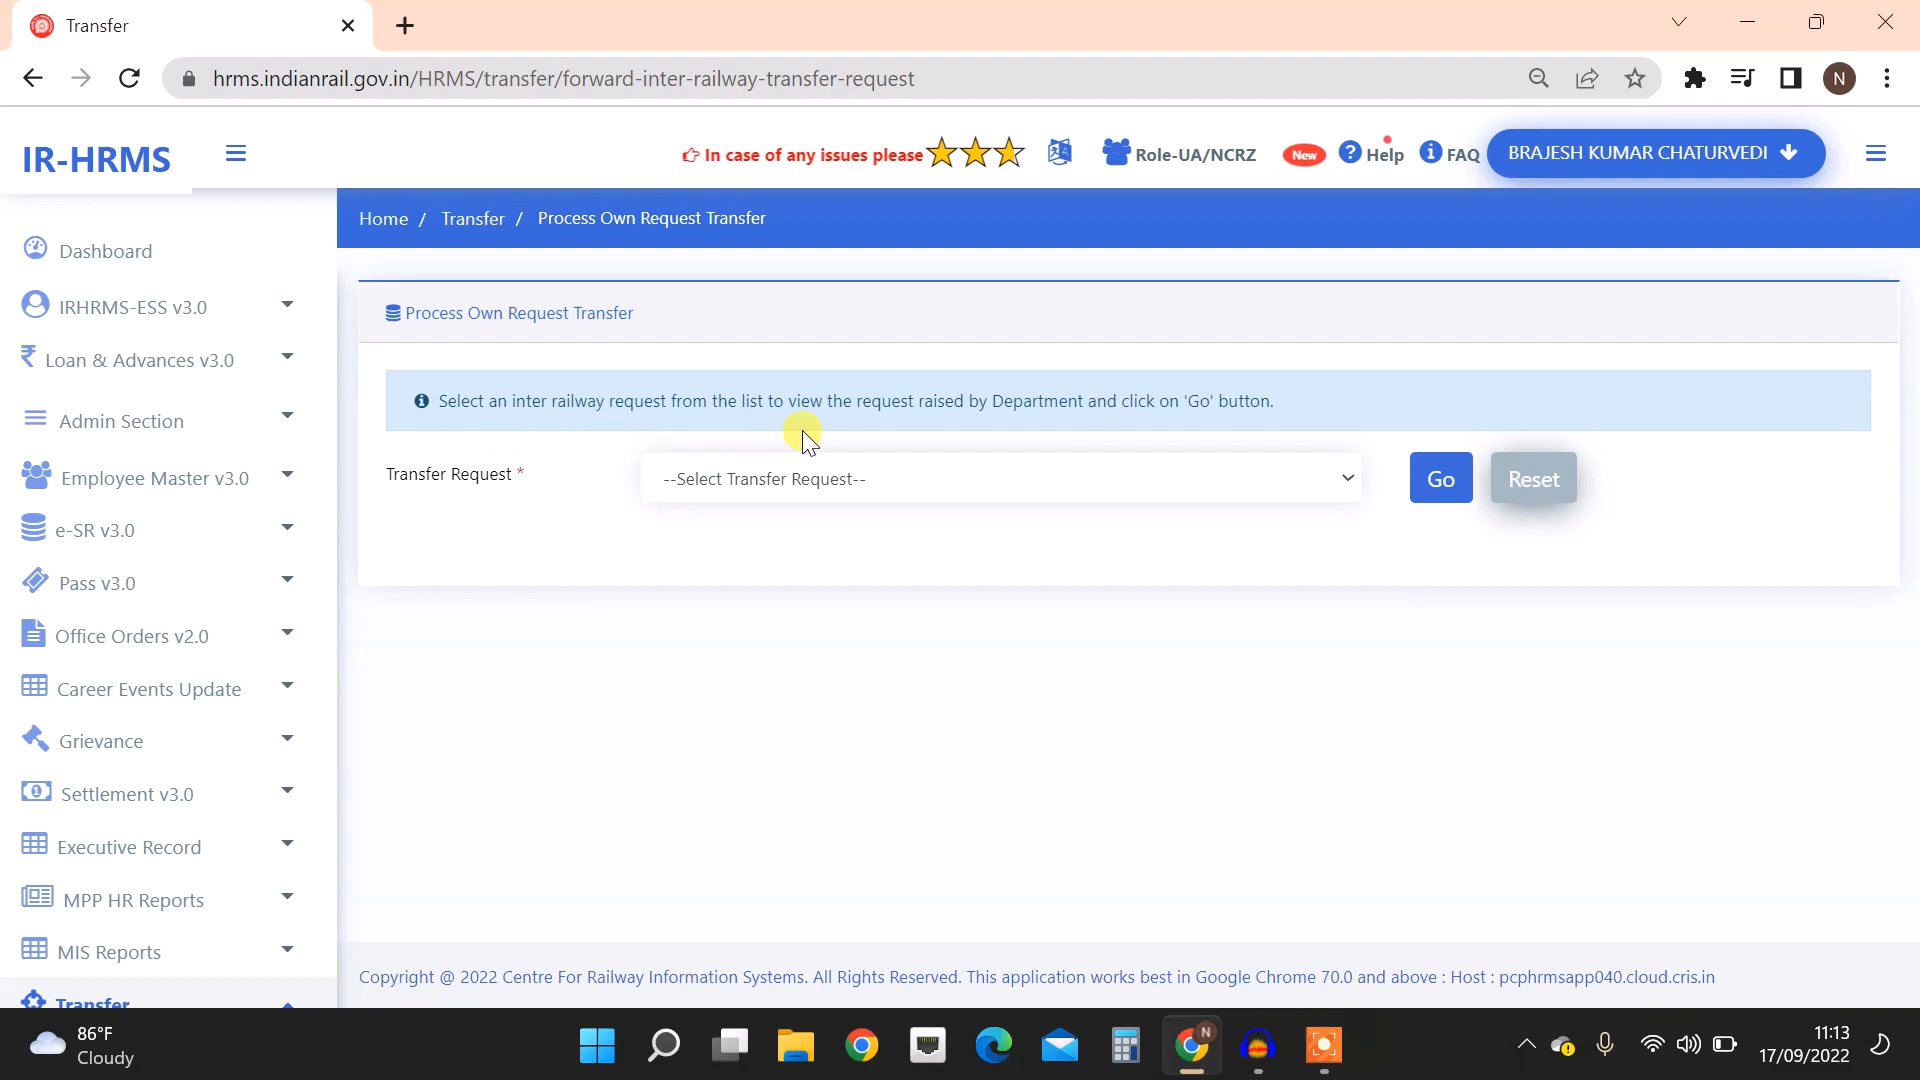 Transfer
hrms.indianrail.gov.in/HRMS/transfer/forward-inter-railway-transfer-request
N
IR-HRMS
In case of any issues please
Role-UA/NCRZ
New
Help
FAQ
BRAJESH KUMAR CHATURVEDI
Home / Transfer / Process Own Request Transfer
Dashboard
IRHRMS-ESS v3.0
Loan & Advances v3.0
Admin Section
Employee Master v3.0
e-SR v3.0
Pass v3.0
Office Orders v2.0
Career Events Update
Grievance
Settlement v3.0
Executive Record
MPP HR Reports
MIS Reports
Transfer
Process Own Request Transfer
Select an inter railway request from the list to view the request raised by Department and click on 'Go' button.
Transfer Request *
--Select Transfer Request--
Go
Reset
Copyright @ 2022 Centre For Railway Information Systems. All Rights Reserved. This application works best in Google Chrome 70.0 and above : Host : pcphrmsapp040.cloud.cris.in
86°F
Cloudy
N
11:13
17/09/2022